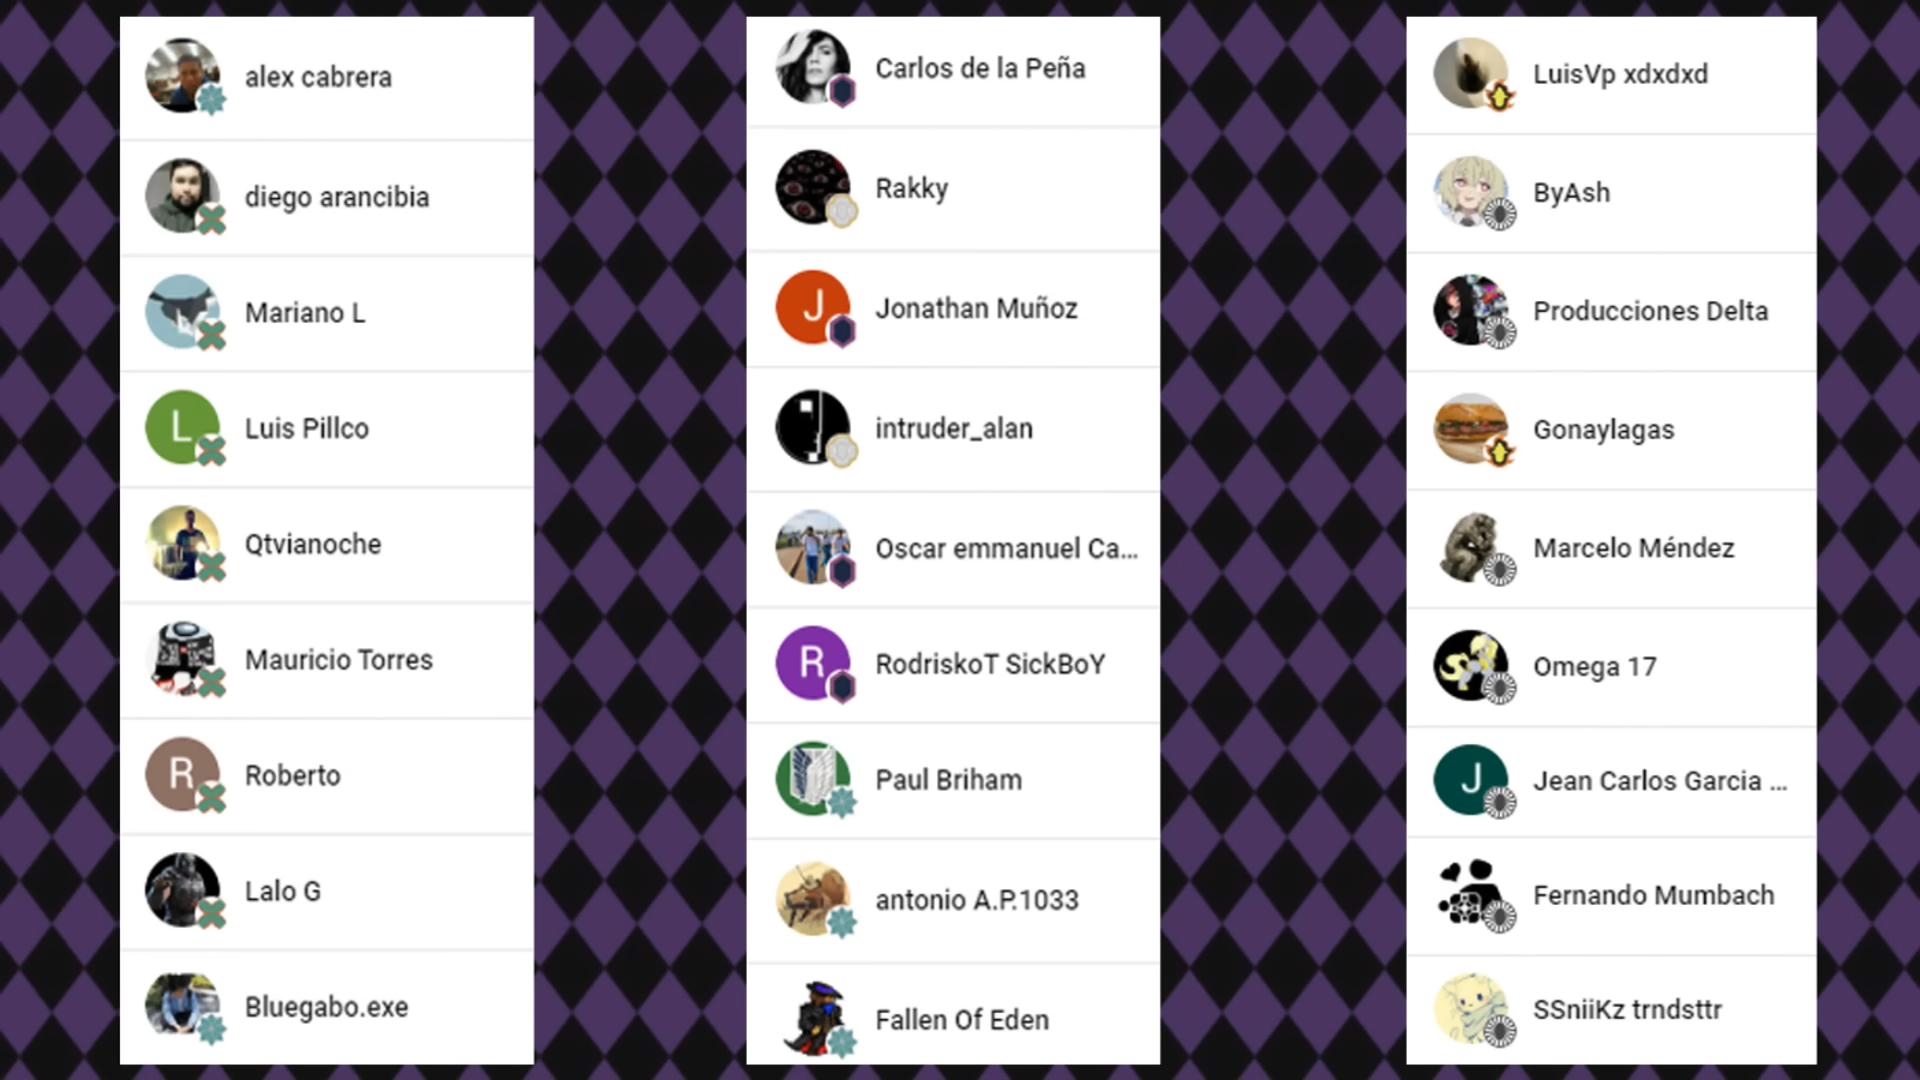 alex cabrera
diego arancibia
Mariano L
L
Luis Pillco
Qtvianoche
Mauricio Torres
R
Roberto
Lalo G
Bluegabo.exe
Carlos de la Peña
Rakky
J
Jonathan Muñoz
intruder_alan
Oscar emmanuel Ca...
R
RodriskoT SickBoY
Paul Briham
antonio A.P.1033
Fallen Of Eden
LuisVp xdxdxd
ByAsh
Producciones Delta
Gonaylagas
Marcelo Méndez
Omega 17
J
Jean Carlos Garcia ...
Fernando Mumbach
SSniiKz trndsttr